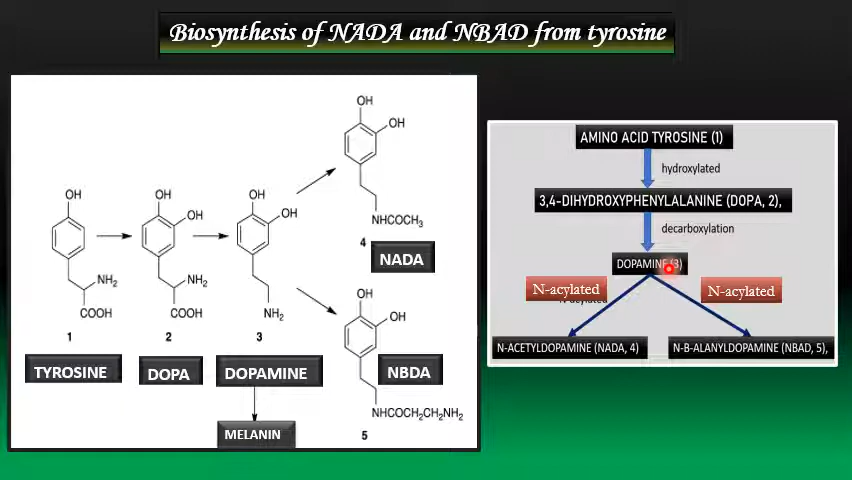 Biosynthesis of NADA and NBAD from tyrosine
OH
OH
NHCOCH₃
4
NADA
OH
NH₂
COOH
1
TYROSINE
OH
OH
NH₂
COOH
2
DOPA
OH
OH
NH₂
3
DOPAMINE
MELANIN
OH
OH
NHCOCH₂CH₂NH₂
5
NBDA
AMINO ACID TYROSINE (1)
hydroxylated
3,4-DIHYDROXYPHENYLALANINE (DOPA, 2),
decarboxylation
DOPAMINE (3)
N-acylated
N-acylated
N-acylated
N-ACETYLDOPAMINE (NADA, 4)
N-B-ALANYLDOPAMINE (NBAD, 5),